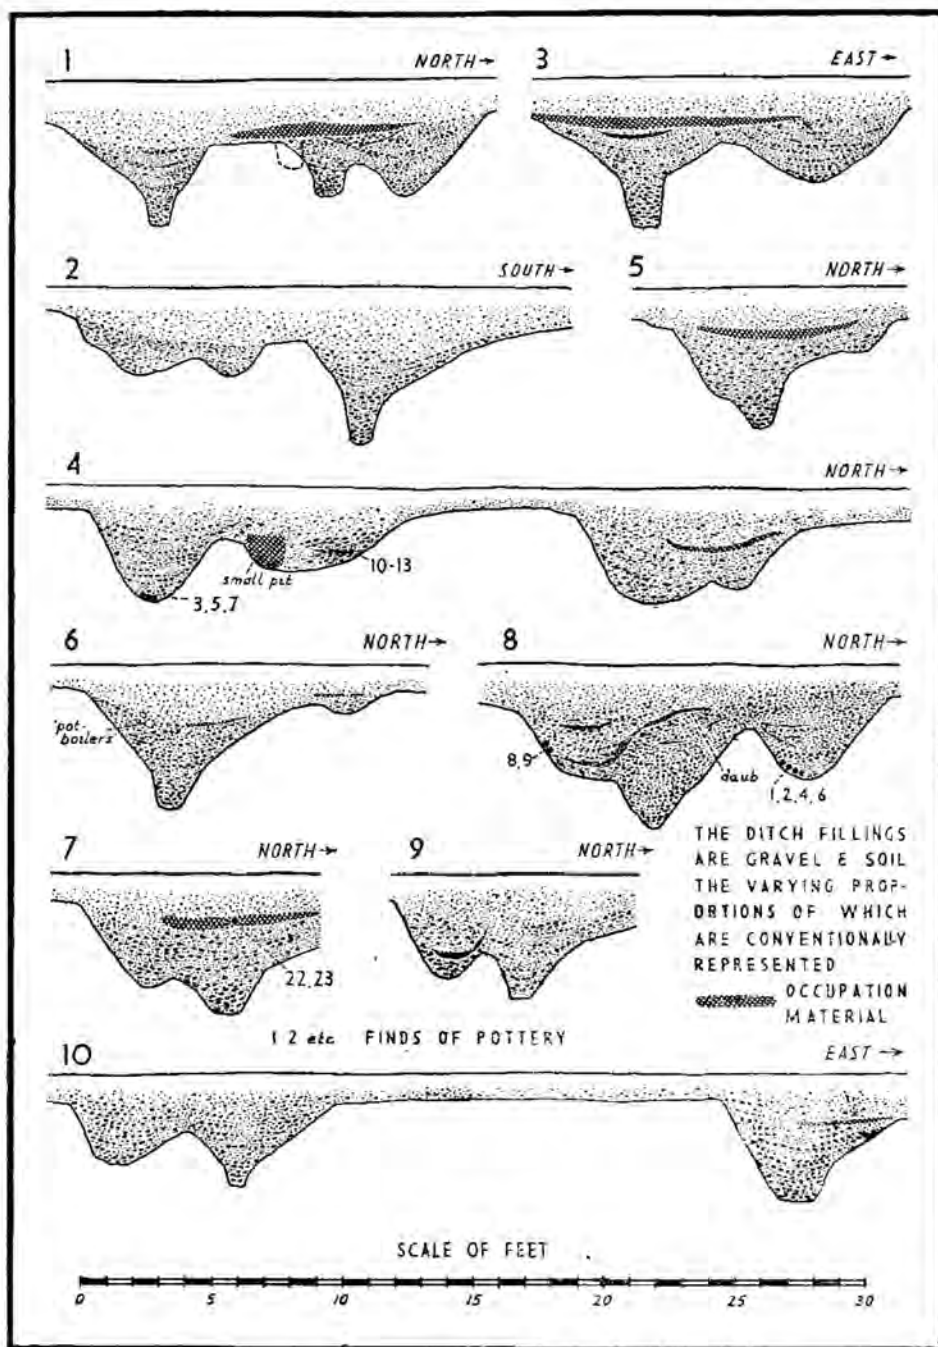 1 NORTH→
3 EAST→
2 SOUTH→
5 NORTH→
4 NORTH→
small pit
10-13
3,5,7
6 NORTH→
8 NORTH→
pot-
boilers
8,9
daub
1,2,4,6
7 NORTH→
9 NORTH→
THE DITCH FILLINGS
ARE GRAVEL & SOIL
THE VARYING PROP-
ORTIONS OF WHICH
ARE CONVENTIONALLY
REPRESENTED
OCCUPATION
MATERIAL
22,23
1 2 etc FINDS OF POTTERY
10 EAST→
SCALE OF FEET
0 5 10 15 20 25 30